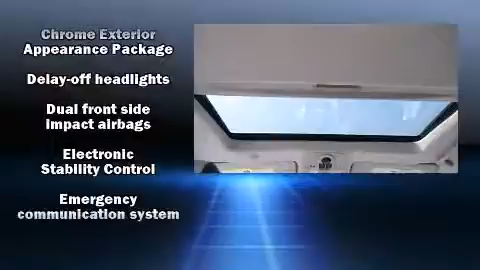 Chrome Exterior
Appearance Package
Delay-off headlights
Dual front side
impact airbags
Electronic
Stability Control
Emergency
communication system